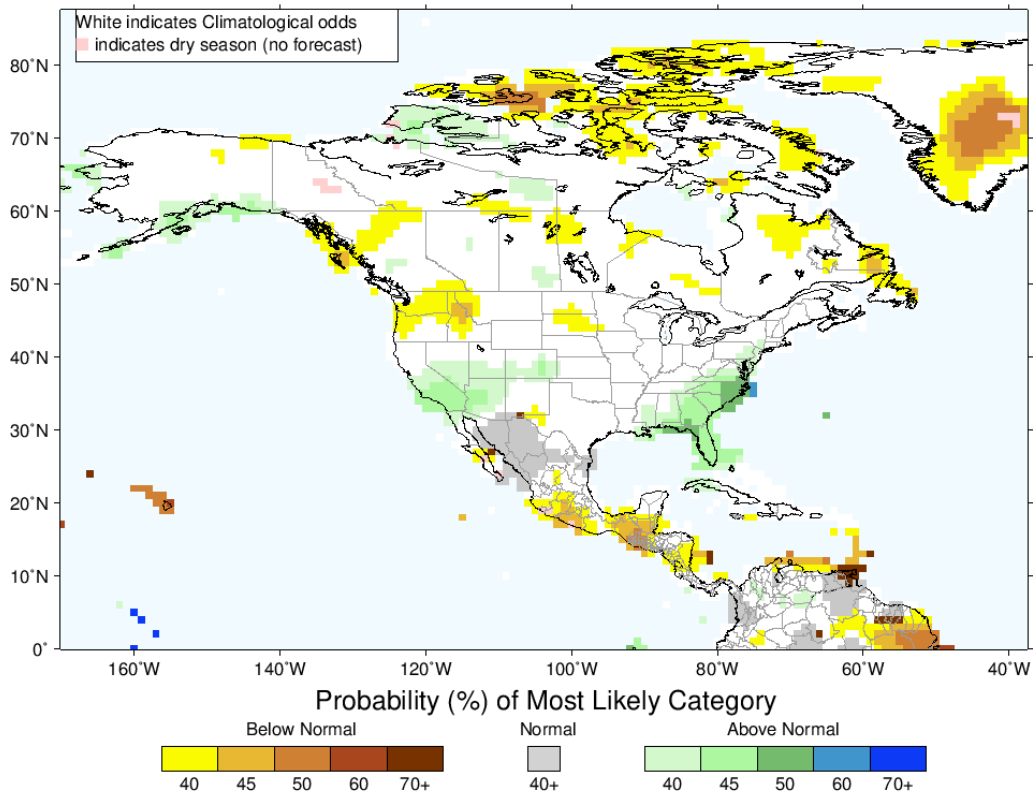 White indicates Climatological odds
indicates dry season (no forecast)
80°N
70°N
60°N
50°N
40°N
30°N
20°N
10°N
0°
160°W 140°W 120°W 100°W 80°W 60°W 40°W
Probability (%) of Most Likely Category
Below Normal Normal Above Normal
40 45 50 60 70+ 40+ 40 45 50 60 70+